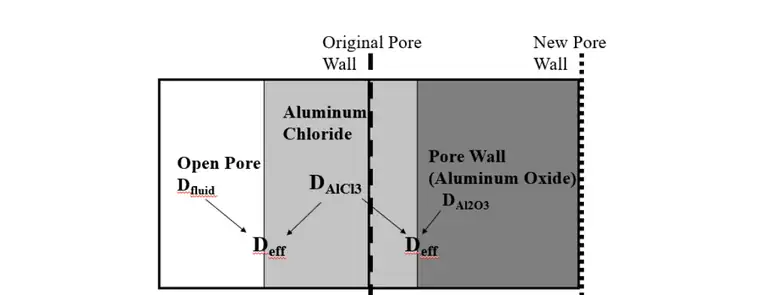 Original Pore
Wall
New Pore
Wall
Aluminum
Chloride
Open Pore
Dfluid
DAlCl3
Pore Wall
(Aluminum Oxide)
DAl2O3
Deff
Deff